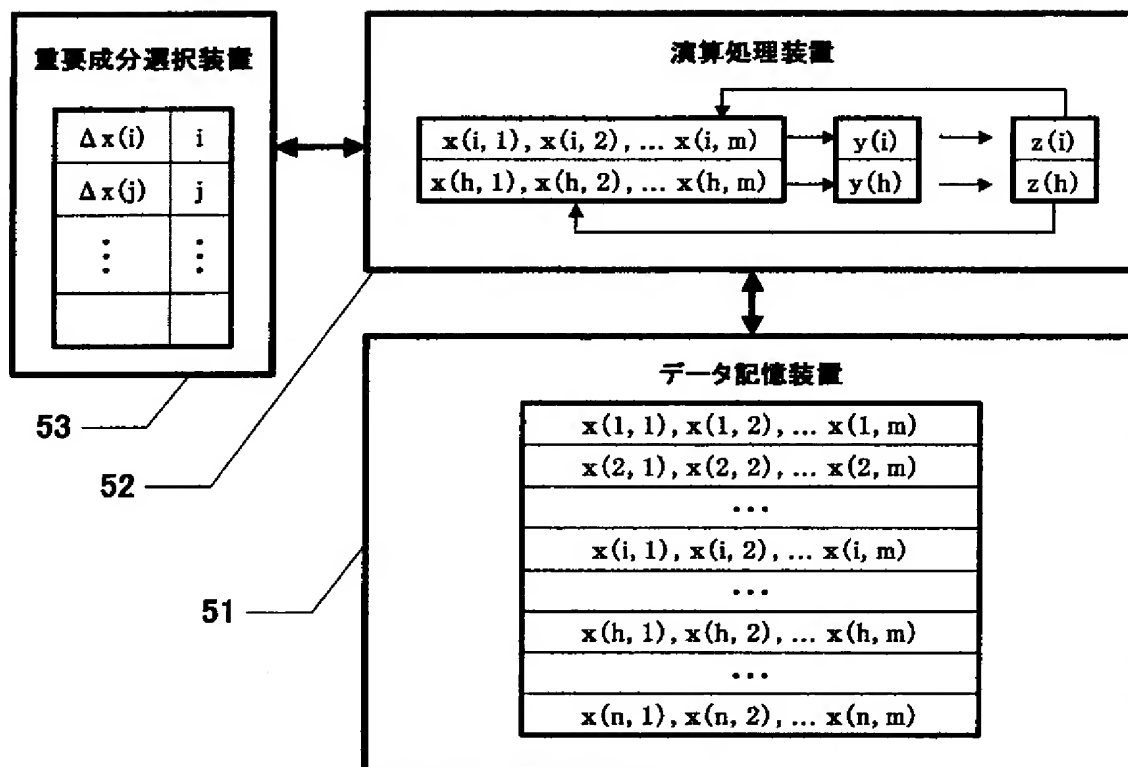 重要成分選択装置
Δx(i) i
Δx(j) j
⋮ ⋮
53
演算処理装置
x(i, 1), x(i, 2), … x(i, m) y(i) z(i)
x(h, 1), x(h, 2), … x(h, m) y(h) z(h)
52
データ記憶装置
x(1, 1), x(1, 2), … x(1, m)
x(2, 1), x(2, 2), … x(2, m)
…
x(i, 1), x(i, 2), … x(i, m)
…
x(h, 1), x(h, 2), … x(h, m)
…
x(n, 1), x(n, 2), … x(n, m)
51